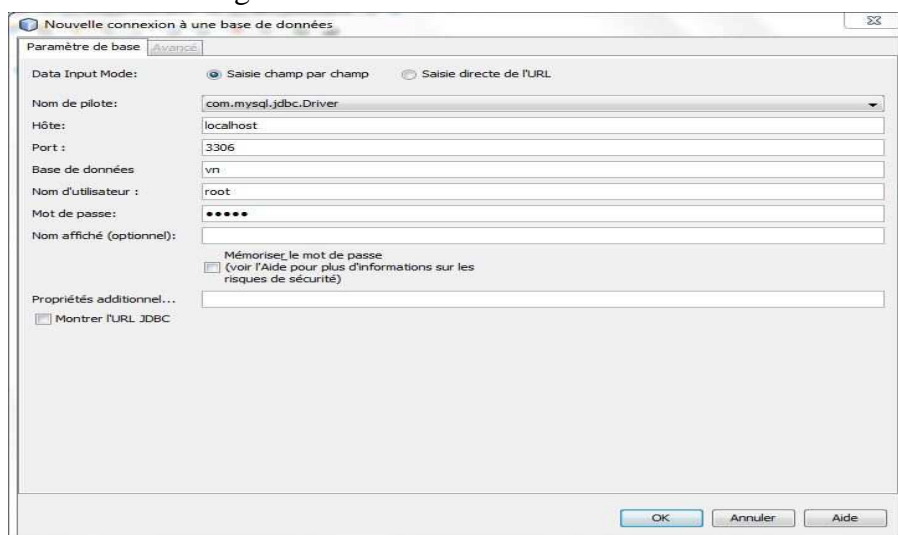 Nouvelle connexion à une base de données
Paramètre de base Avancé
Data Input Mode: Saisie champ par champ Saisie directe de l'URL
Nom de pilote: com.mysql.jdbc.Driver
Hôte: localhost
Port : 3306
Base de données vn
Nom d'utilisateur : root
Mot de passe: •••••
Nom affiché (optionnel):
Mémoriser le mot de passe
(voir l'Aide pour plus d'informations sur les
risques de sécurité)
Propriétés additionnel...
Montrer l'URL JDBC
OK Annuler Aide